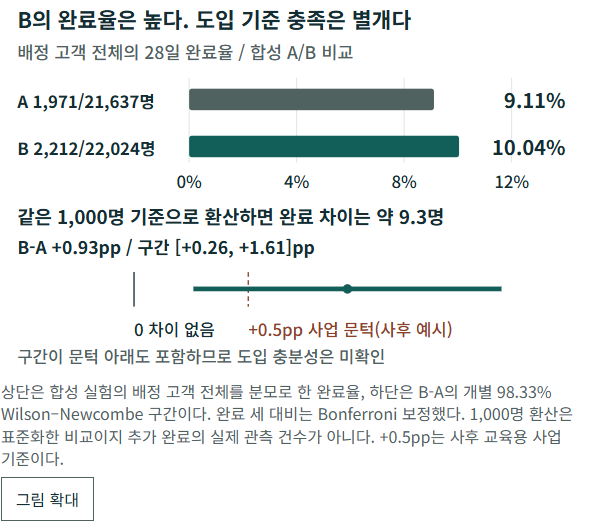 B의 완료율은 높다. 도입 기준 충족은 별개다
배정 고객 전체의 28일 완료율 / 합성 A/B 비교
A 1,971/21,637명
9.11%
B 2,212/22,024명
10.04%
0% 4% 8% 12%
같은 1,000명 기준으로 환산하면 완료 차이는 약 9.3명
B-A +0.93pp / 구간 [+0.26, +1.61]pp
0 차이 없음
+0.5pp 사업 문턱(사후 예시)
구간이 문턱 아래도 포함하므로 도입 충분성은 미확인
상단은 합성 실험의 배정 고객 전체를 분모로 한 완료율, 하단은 B-A의 개별 98.33%
Wilson–Newcombe 구간이다. 완료 세 대비는 Bonferroni 보정했다. 1,000명 환산은
표준화한 비교이지 추가 완료의 실제 관측 건수가 아니다. +0.5pp는 사후 교육용 사업
기준이다.
그림 확대